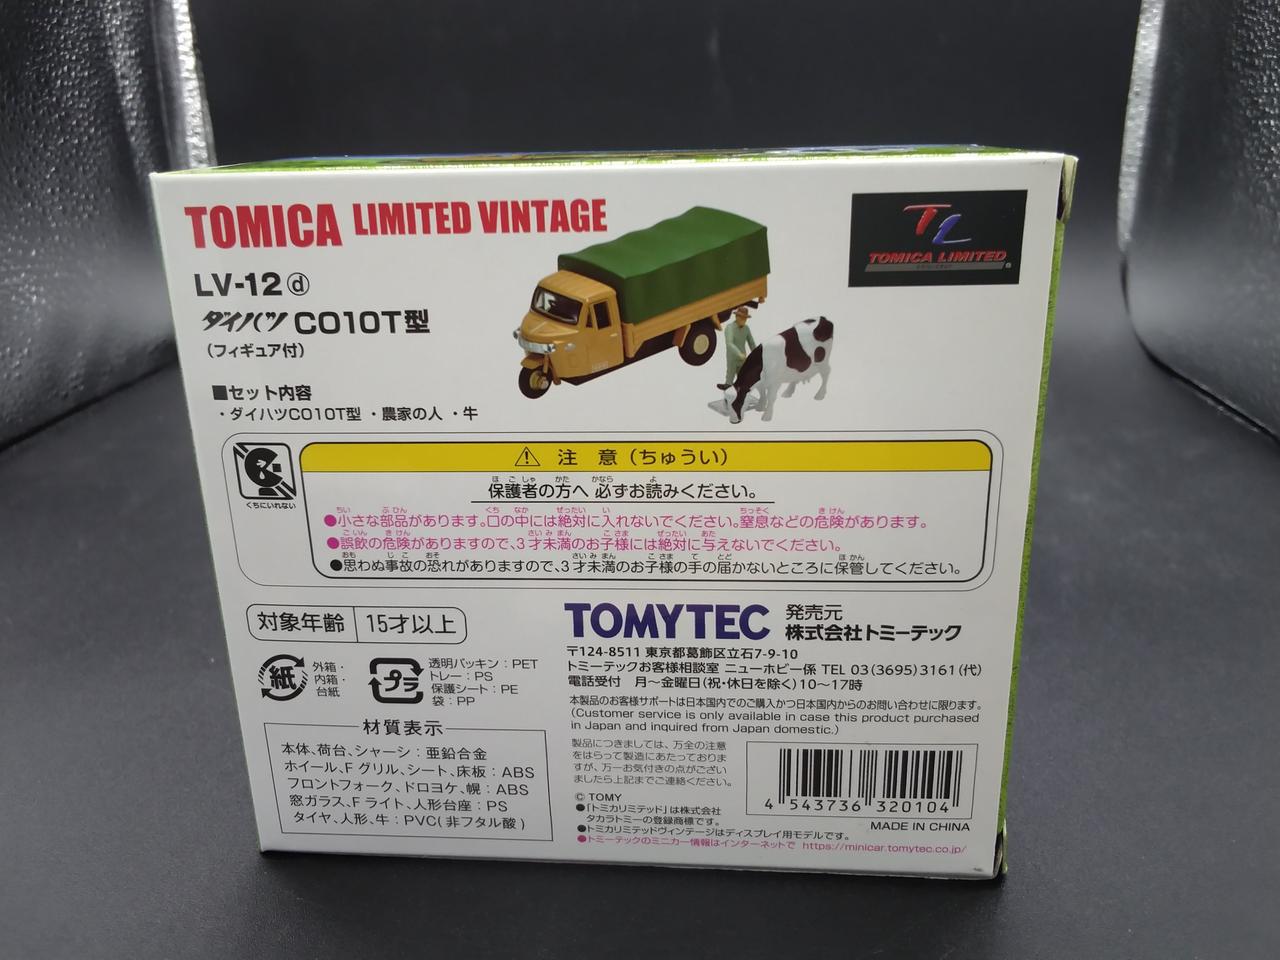 TOMICA LIMITED VINTAGE
TL
TOMICA LIMITED
LV-12ⓓ
ダイハツ CO10T型
(フィギュア付)
■セット内容
・ダイハツCO10T型 ・農家の人 ・牛
くちにいれない
⚠ 注 意(ちゅうい)
保護者の方へ 必ずお読みください。
●小さな部品があります。口の中には絶対に入れないでください。窒息などの危険があります。
●誤飲の危険がありますので、3才未満のお子様には絶対に与えないでください。
●思わぬ事故の恐れがありますので、3才未満のお子様の手の届かないところに保管してください。
対象年齢 15才以上
紙
外箱・
内箱・
台紙
プラ
透明パッキン:PET
トレー:PS
保護シート:PE
袋:PP
材質表示
本体、荷台、シャーシ:亜鉛合金
ホイール、Fグリル、シート、床板:ABS
フロントフォーク、ドロヨケ、幌:ABS
窓ガラス、Fライト、人形台座:PS
タイヤ、人形、牛:PVC(非フタル酸)
TOMYTEC 発売元
株式会社トミーテック
〒124-8511 東京都葛飾区立石7-9-10
トミーテックお客様相談室 ニューホビー係 TEL 03(3695)3161(代)
電話受付 月〜金曜日(祝・休日を除く)10〜17時
本製品のお客様サポートは日本国内でのご購入かつ日本国内からのお問い合わせに限ります。
(Customer service is only available in case this product purchased
in Japan and inquired from Japan domestic.)
製品につきましては、万全の注意
をはらって製造にあたっておりま
すが、万一お気付きの点がござい
ましたら上記までご連絡ください。
© TOMY
●「トミカリミテッド」は株式会社
タカラトミーの登録商標です。
●トミカリミテッドヴィンテージはディスプレイ用モデルです。
●トミーテックのミニカー情報はインターネットで https://minicar.tomytec.co.jp/
4 543736 320104
MADE IN CHINA